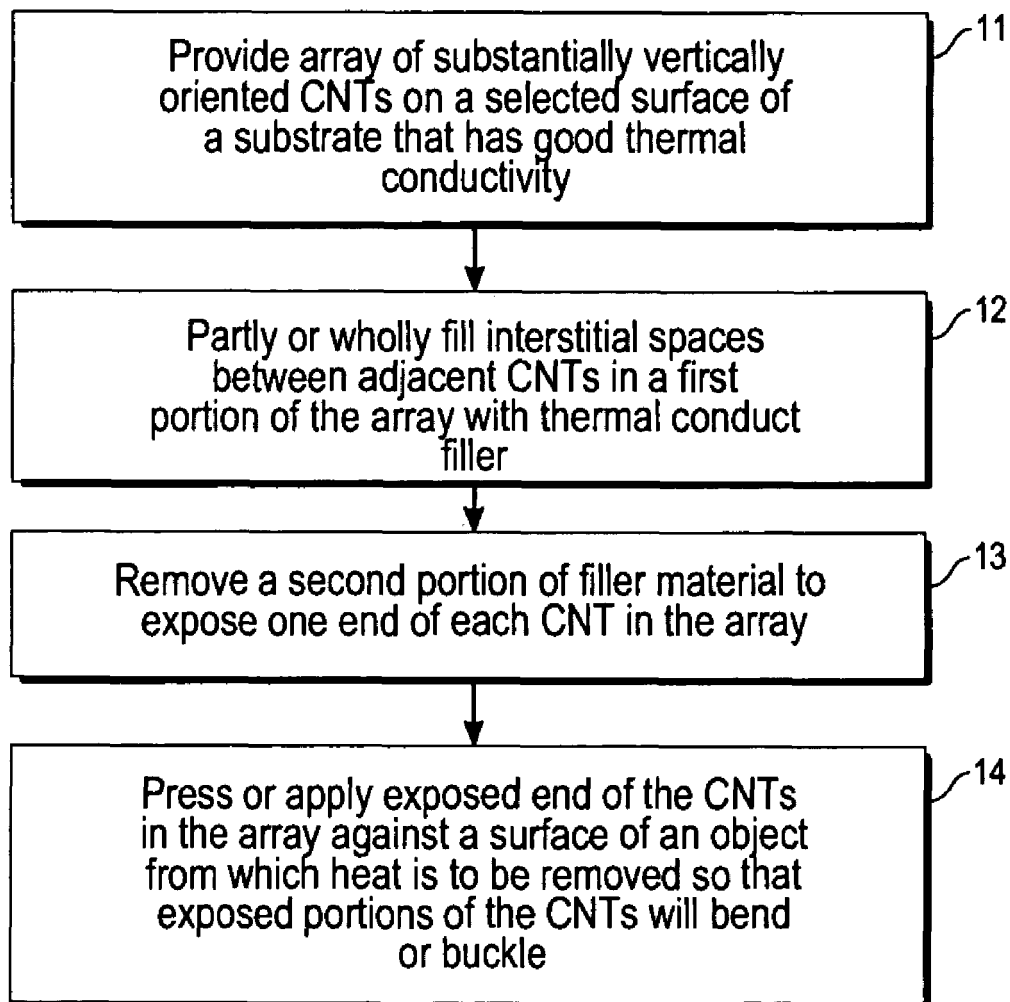 11
Provide array of substantially vertically
oriented CNTs on a selected surface of
a substrate that has good thermal
conductivity
12
Partly or wholly fill interstitial spaces
between adjacent CNTs in a first
portion of the array with thermal conduct
filler
13
Remove a second portion of filler material to
expose one end of each CNT in the array
14
Press or apply exposed end of the CNTs
in the array against a surface of an object
from which heat is to be removed so that
exposed portions of the CNTs will bend
or buckle